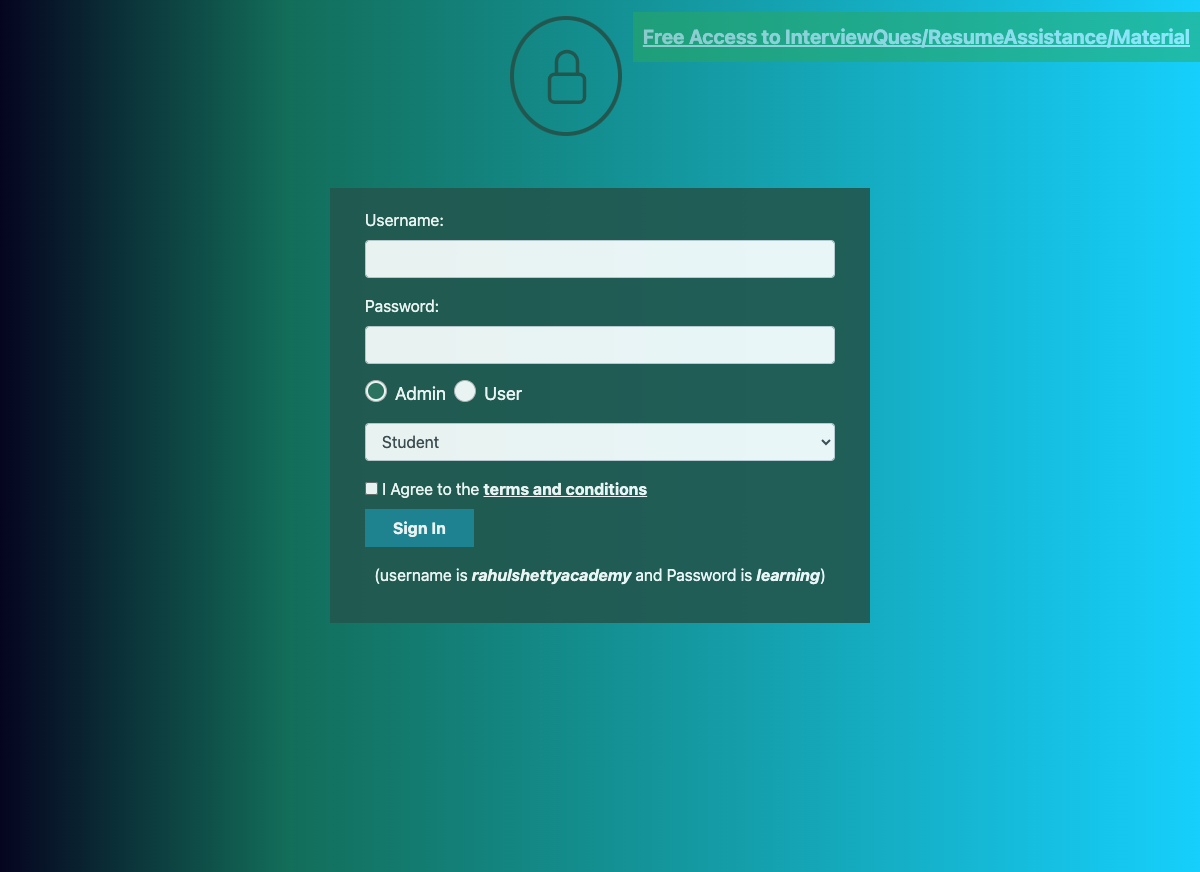 Free Access to InterviewQues/ResumeAssistance/Material
Username:
Password:
Admin User
Student
I Agree to the terms and conditions
Sign In
(username is rahulshettyacademy and Password is learning)